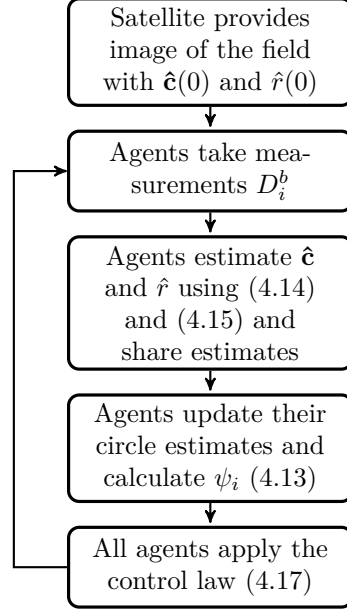 Satellite provides
image of the field
with ĉ(0) and r̂(0)
Agents take mea-
surements D_i^b
Agents estimate ĉ
and r̂ using (4.14)
and (4.15) and
share estimates
Agents update their
circle estimates and
calculate ψ_i (4.13)
All agents apply the
control law (4.17)